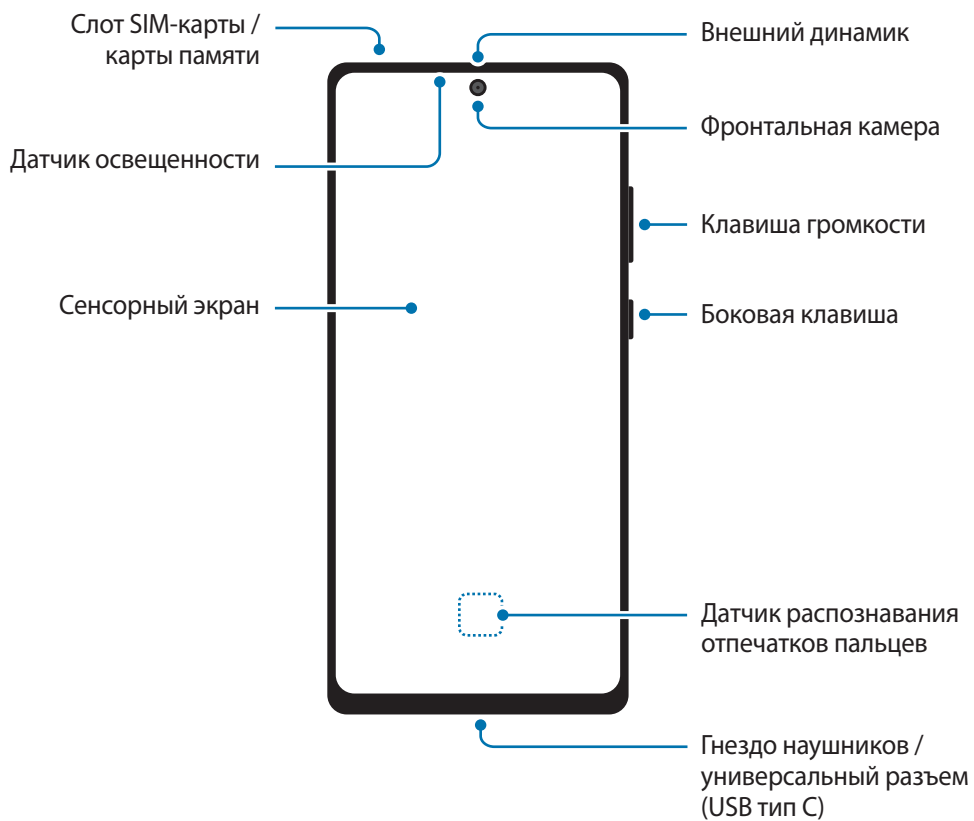 Слот SIM-карты /
карты памяти
Датчик освещенности
Сенсорный экран
Внешний динамик
Фронтальная камера
Клавиша громкости
Боковая клавиша
Датчик распознавания
отпечатков пальцев
Гнездо наушников /
универсальный разъем
(USB тип C)